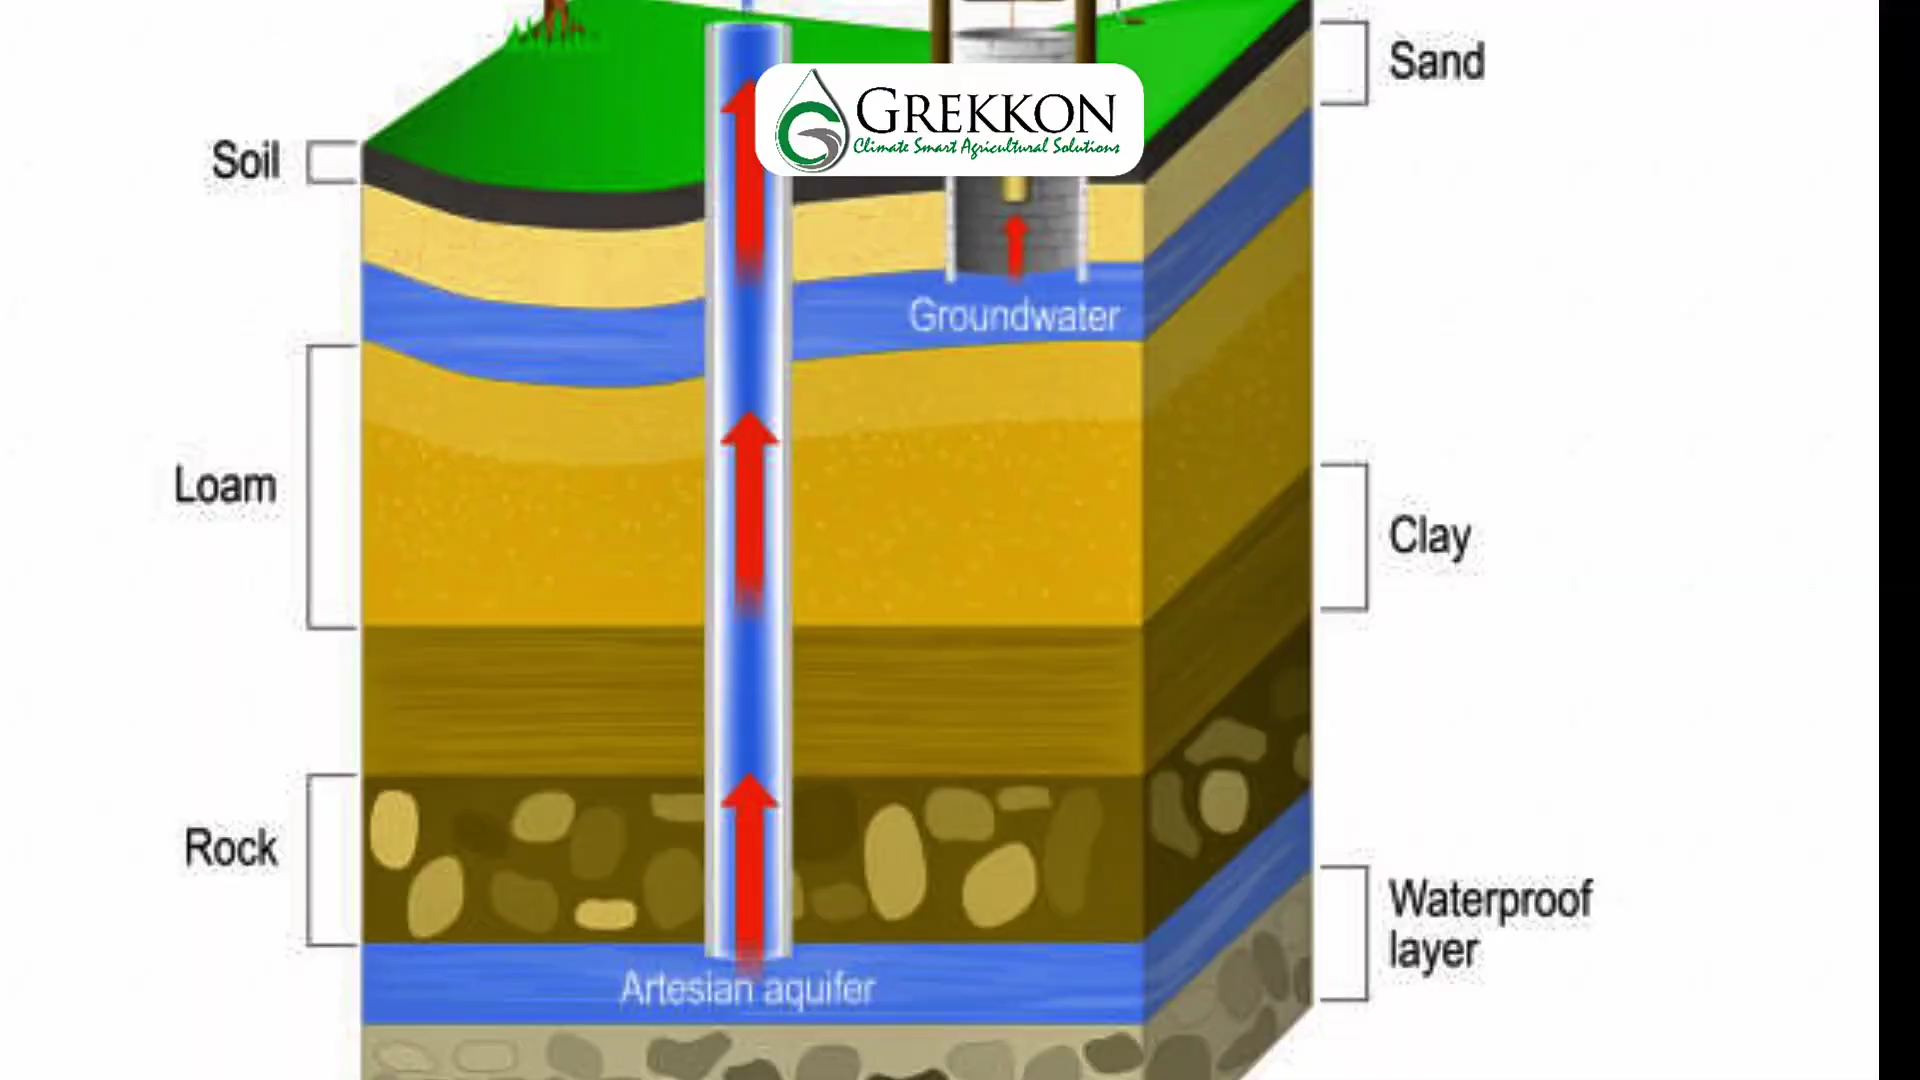 Sand
GREKKON
Climate Smart Agricultural Solutions
Soil
Groundwater
Loam
Clay
Rock
Waterproof
layer
Artesian aquifer